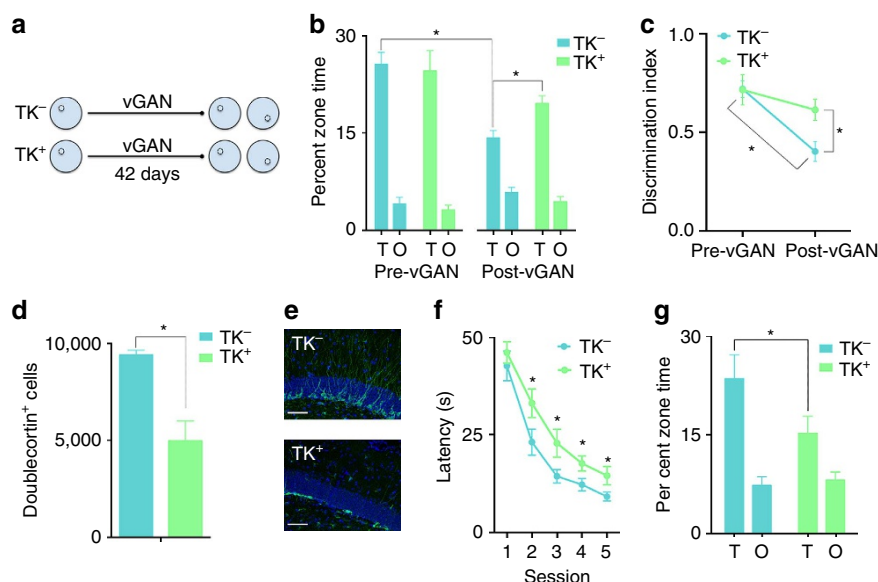 a
TK⁻
vGAN
TK⁺
vGAN
42 days
b
Percent zone time
30
15
0
*
*
TK⁻
TK⁺
T O T O T O T O
Pre-vGAN Post-vGAN
c
Discrimination index
1.0
0.5
0.0
TK⁻
TK⁺
*
*
Pre-vGAN Post-vGAN
d
Doublecortin⁺ cells
10,000
5,000
0
*
TK⁻
TK⁺
e
TK⁻
TK⁺
f
Latency (s)
50
25
0
TK⁻
TK⁺
* * * *
1 2 3 4 5
Session
g
Per cent zone time
30
15
0
*
TK⁻
TK⁺
T O T O